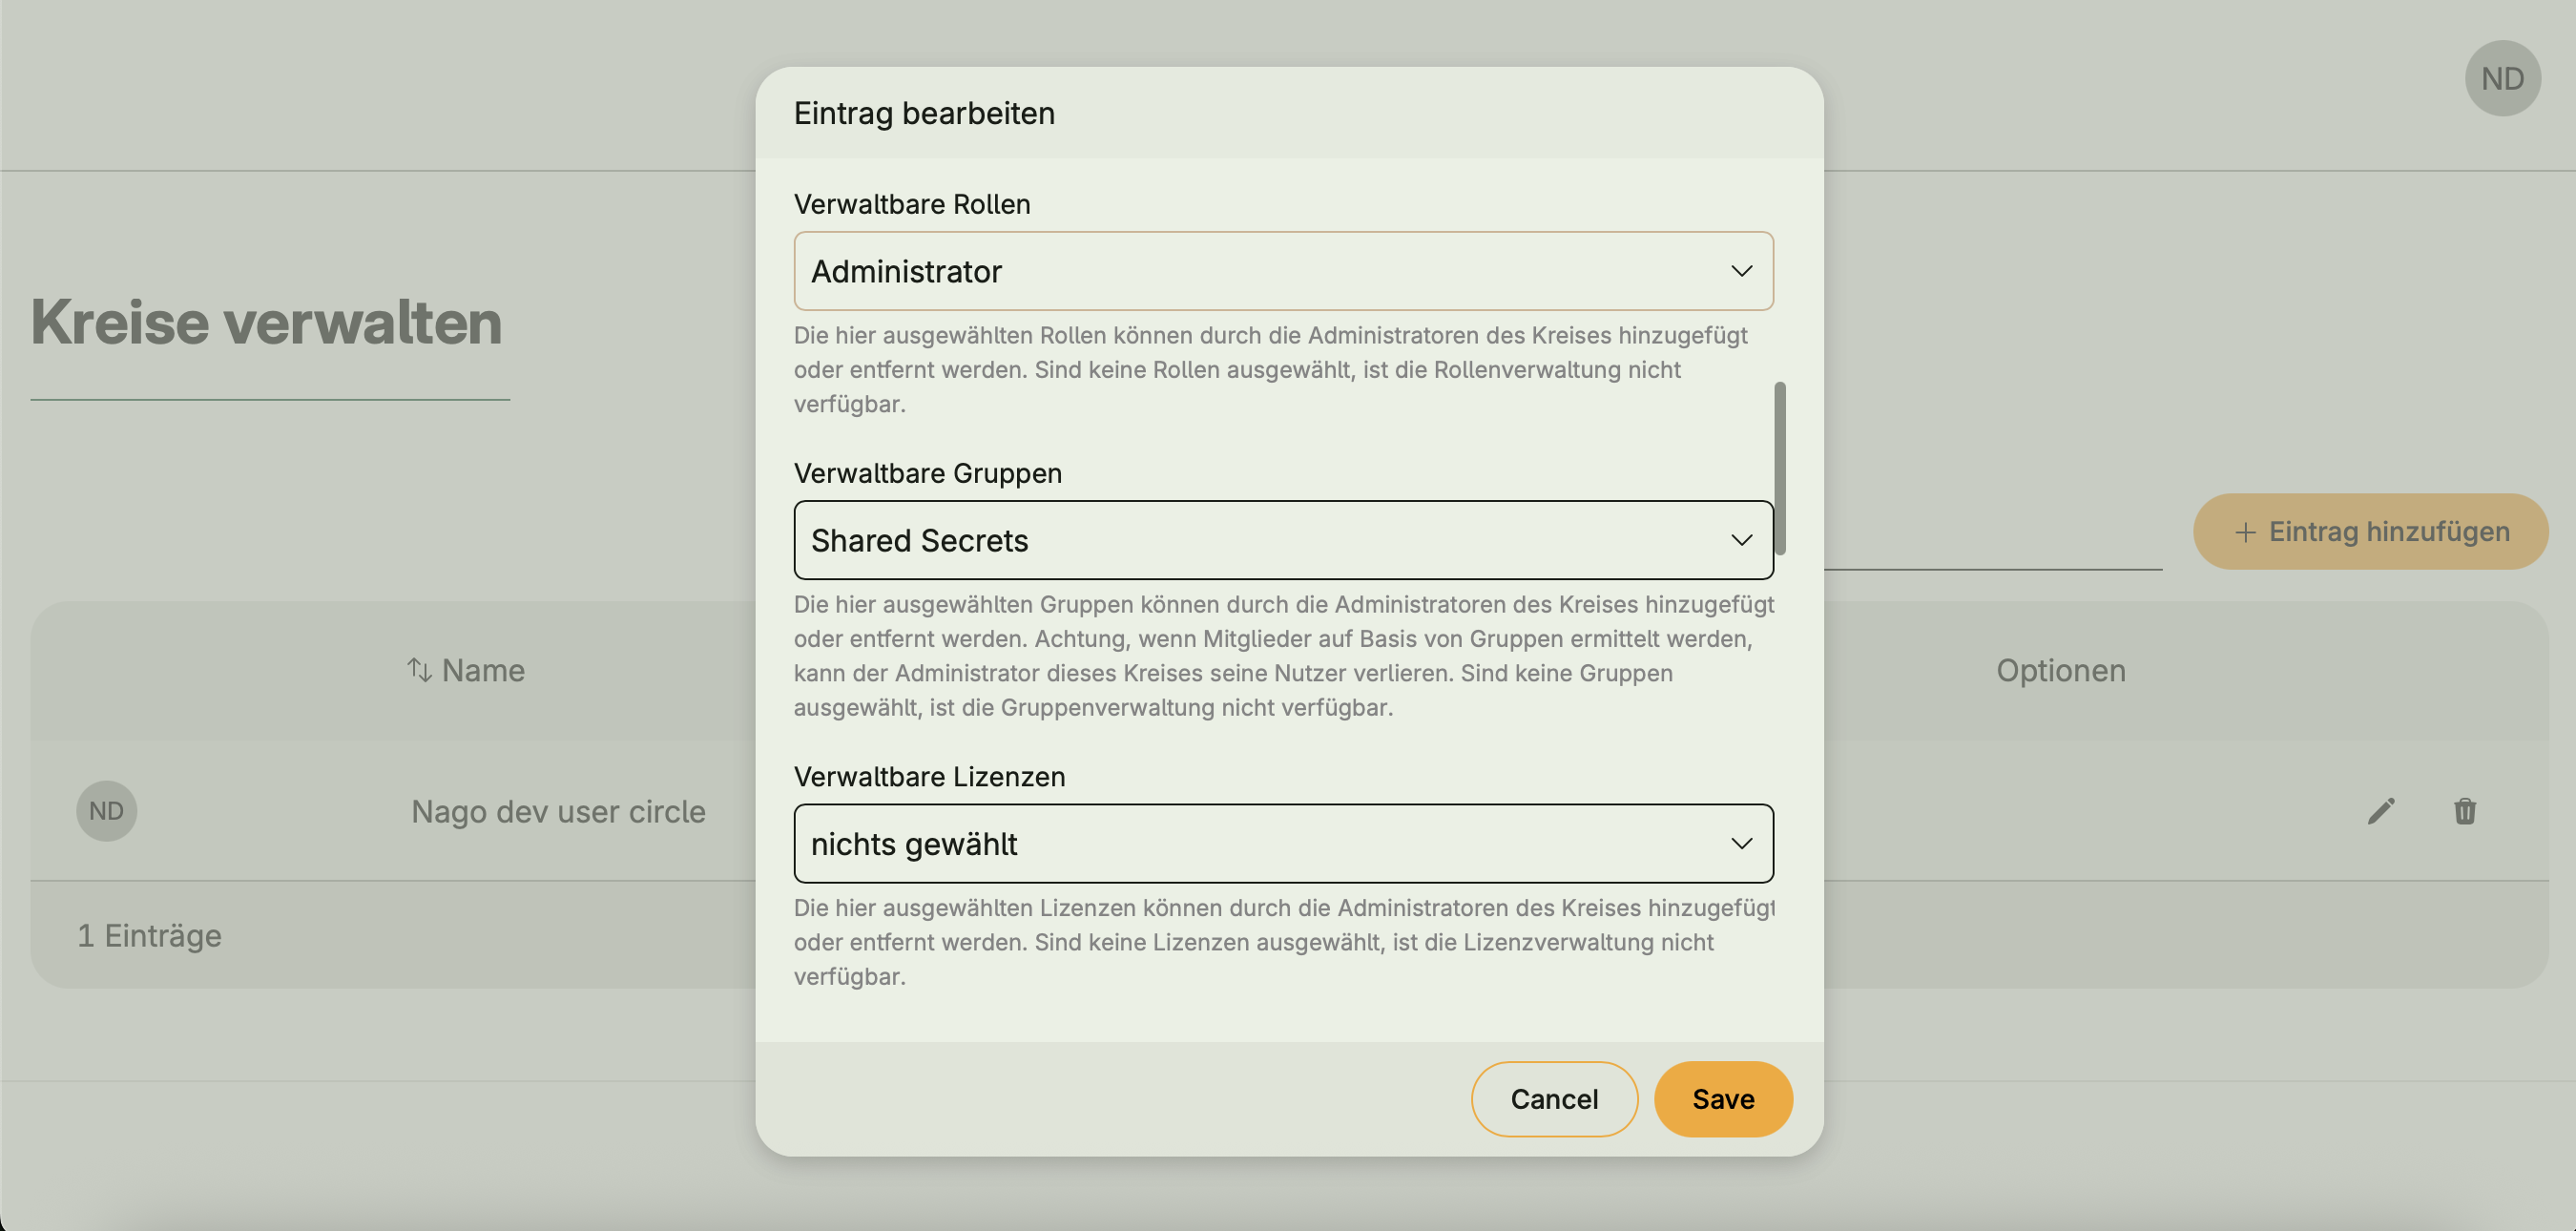 ND
Eintrag bearbeiten
Verwaltbare Rollen
Administrator
Die hier ausgewählten Rollen können durch die Administratoren des Kreises hinzugefügt
oder entfernt werden. Sind keine Rollen ausgewählt, ist die Rollenverwaltung nicht
verfügbar.
Verwaltbare Gruppen
Shared Secrets
Die hier ausgewählten Gruppen können durch die Administratoren des Kreises hinzugefügt
oder entfernt werden. Achtung, wenn Mitglieder auf Basis von Gruppen ermittelt werden,
kann der Administrator dieses Kreises seine Nutzer verlieren. Sind keine Gruppen
ausgewählt, ist die Gruppenverwaltung nicht verfügbar.
Verwaltbare Lizenzen
nichts gewählt
Die hier ausgewählten Lizenzen können durch die Administratoren des Kreises hinzugefügt
oder entfernt werden. Sind keine Lizenzen ausgewählt, ist die Lizenzverwaltung nicht
verfügbar.
Cancel
Save
Kreise verwalten
Eintrag hinzufügen
Name
Optionen
ND
Nago dev user circle
1 Einträge